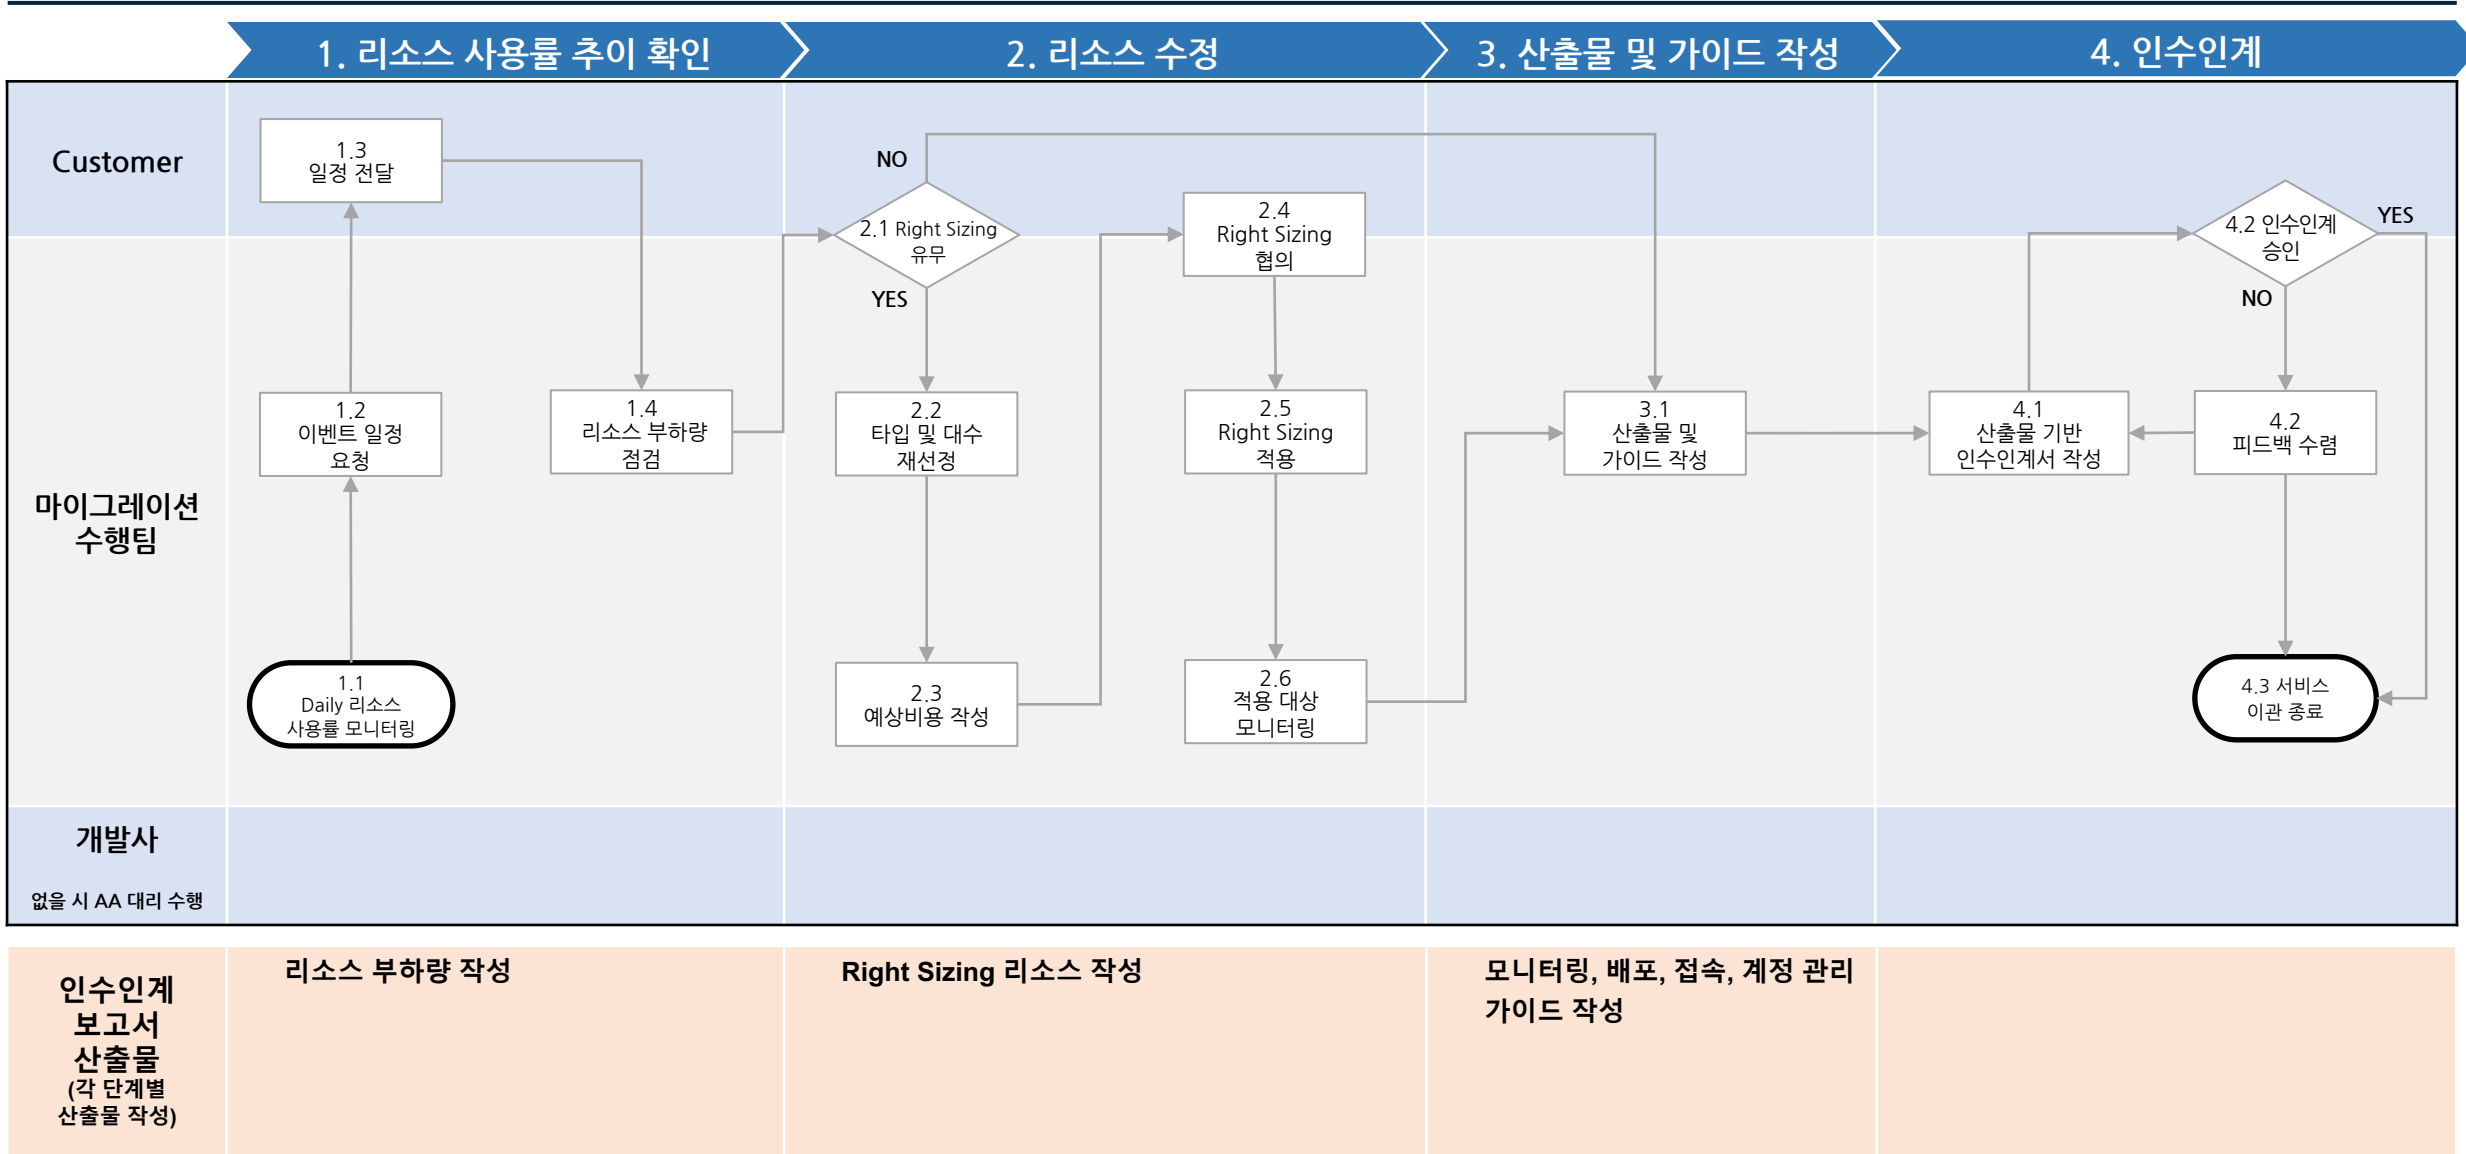 1. 리소스 사용률 추이 확인
2. 리소스 수정
3. 산출물 및 가이드 작성
4. 인수인계
Customer
1.3
일정 전달
NO
2.1 Right Sizing
유무
YES
2.4
Right Sizing
협의
4.2 인수인계
승인
YES
NO
마이그레이션
수행팀
1.2
이벤트 일정
요청
1.4
리소스 부하량
점검
2.2
타입 및 대수
재선정
2.5
Right Sizing
적용
3.1
산출물 및
가이드 작성
4.1
산출물 기반
인수인계서 작성
4.2
피드백 수렴
1.1
Daily 리소스
사용률 모니터링
2.3
예상비용 작성
2.6
적용 대상
모니터링
4.3 서비스
이관 종료
개발사
없을 시 AA 대리 수행
인수인계
보고서
산출물
(각 단계별
산출물 작성)
리소스 부하량 작성
Right Sizing 리소스 작성
모니터링, 배포, 접속, 계정 관리
가이드 작성